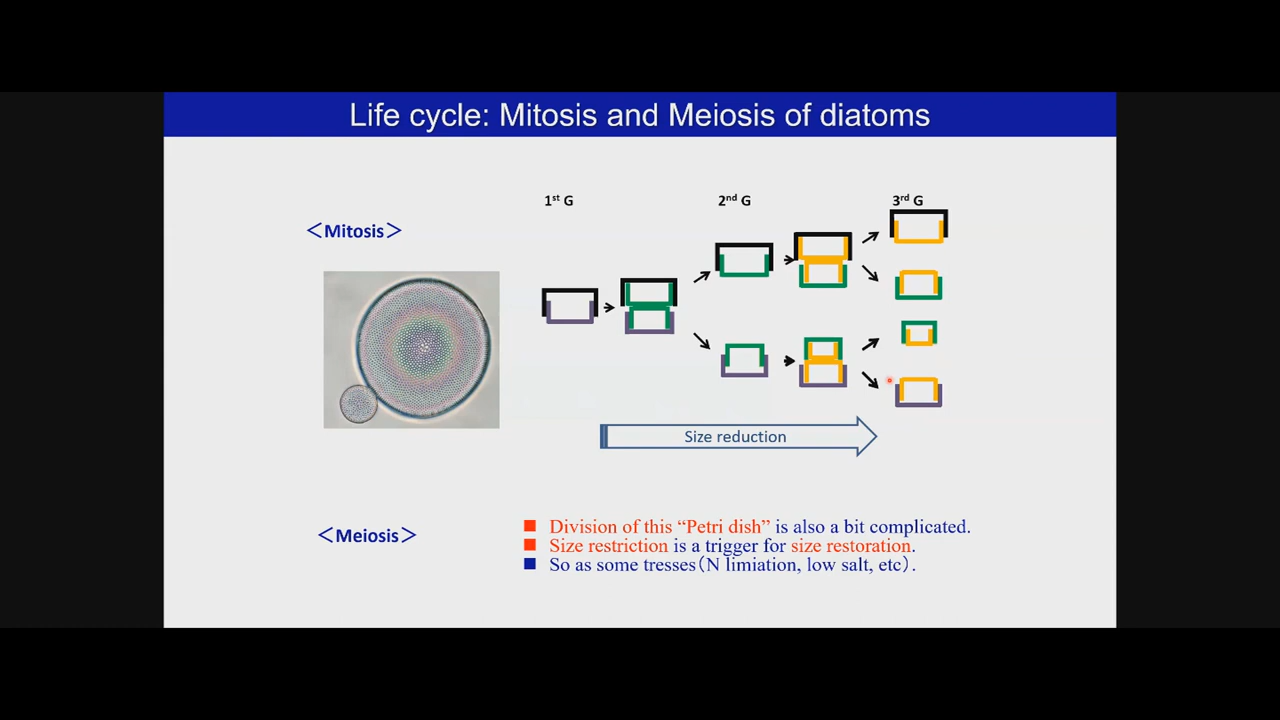 Life cycle: Mitosis and Meiosis of diatoms
1st G
2nd G
3rd G
<Mitosis>
Size reduction
<Meiosis>
■ Division of this “Petri dish” is also a bit complicated.
■ Size restriction is a trigger for size restoration.
■ So as some tresses(N limiation, low salt, etc).